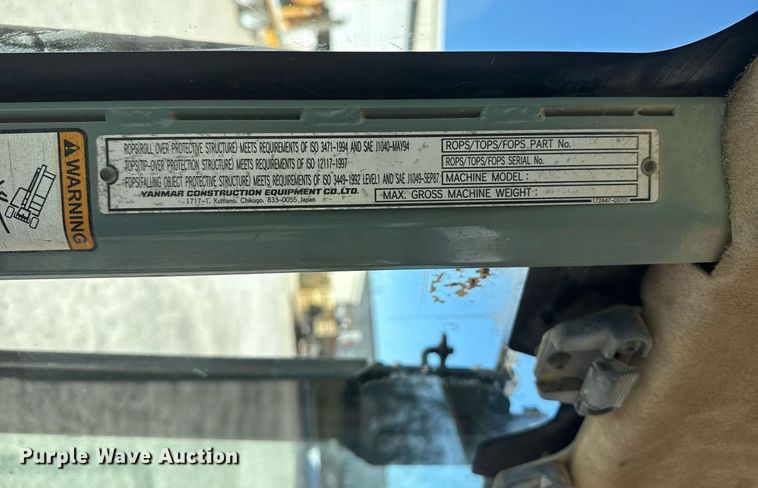 ROPS(ROLL OVER PROTECTIVE STRUCTURE) MEETS REQUIREMENTS OF ISO 3471-1994 AND SAE J1040-MAY94
TOPS(TIP-OVER PROTECTION STRUCTURE) MEETS REQUIREMENTS OF ISO 12117-1997
FOPS(FALLING OBJECT PROTECTIVE STRUCTURE) MEETS REQUIREMENTS OF ISO 3449-1992 LEVEL1 AND SAE J1049-SEP87
YANMAR CONSTRUCTION EQUIPMENT CO.,LTD.
1717-1, Kumano, Chikugo, 833-0055, Japan
ROPS/TOPS/FOPS PART No.
ROPS/TOPS/FOPS SERIAL No.
MACHINE MODEL :
MAX. GROSS MACHINE WEIGHT :
172A47-03701
WARNING
Purple Wave Auction